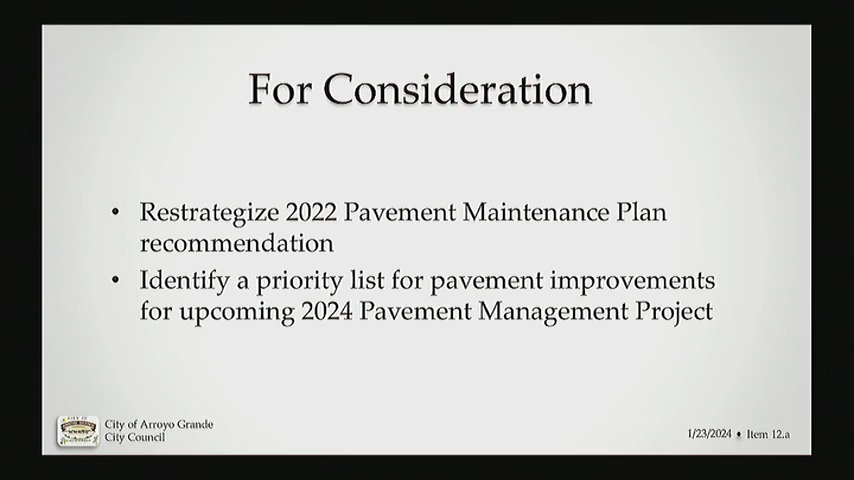 For Consideration
• Restrategize 2022 Pavement Maintenance Plan
recommendation
• Identify a priority list for pavement improvements
for upcoming 2024 Pavement Management Project
City of Arroyo Grande
City Council
1/23/2024 • Item 12.a